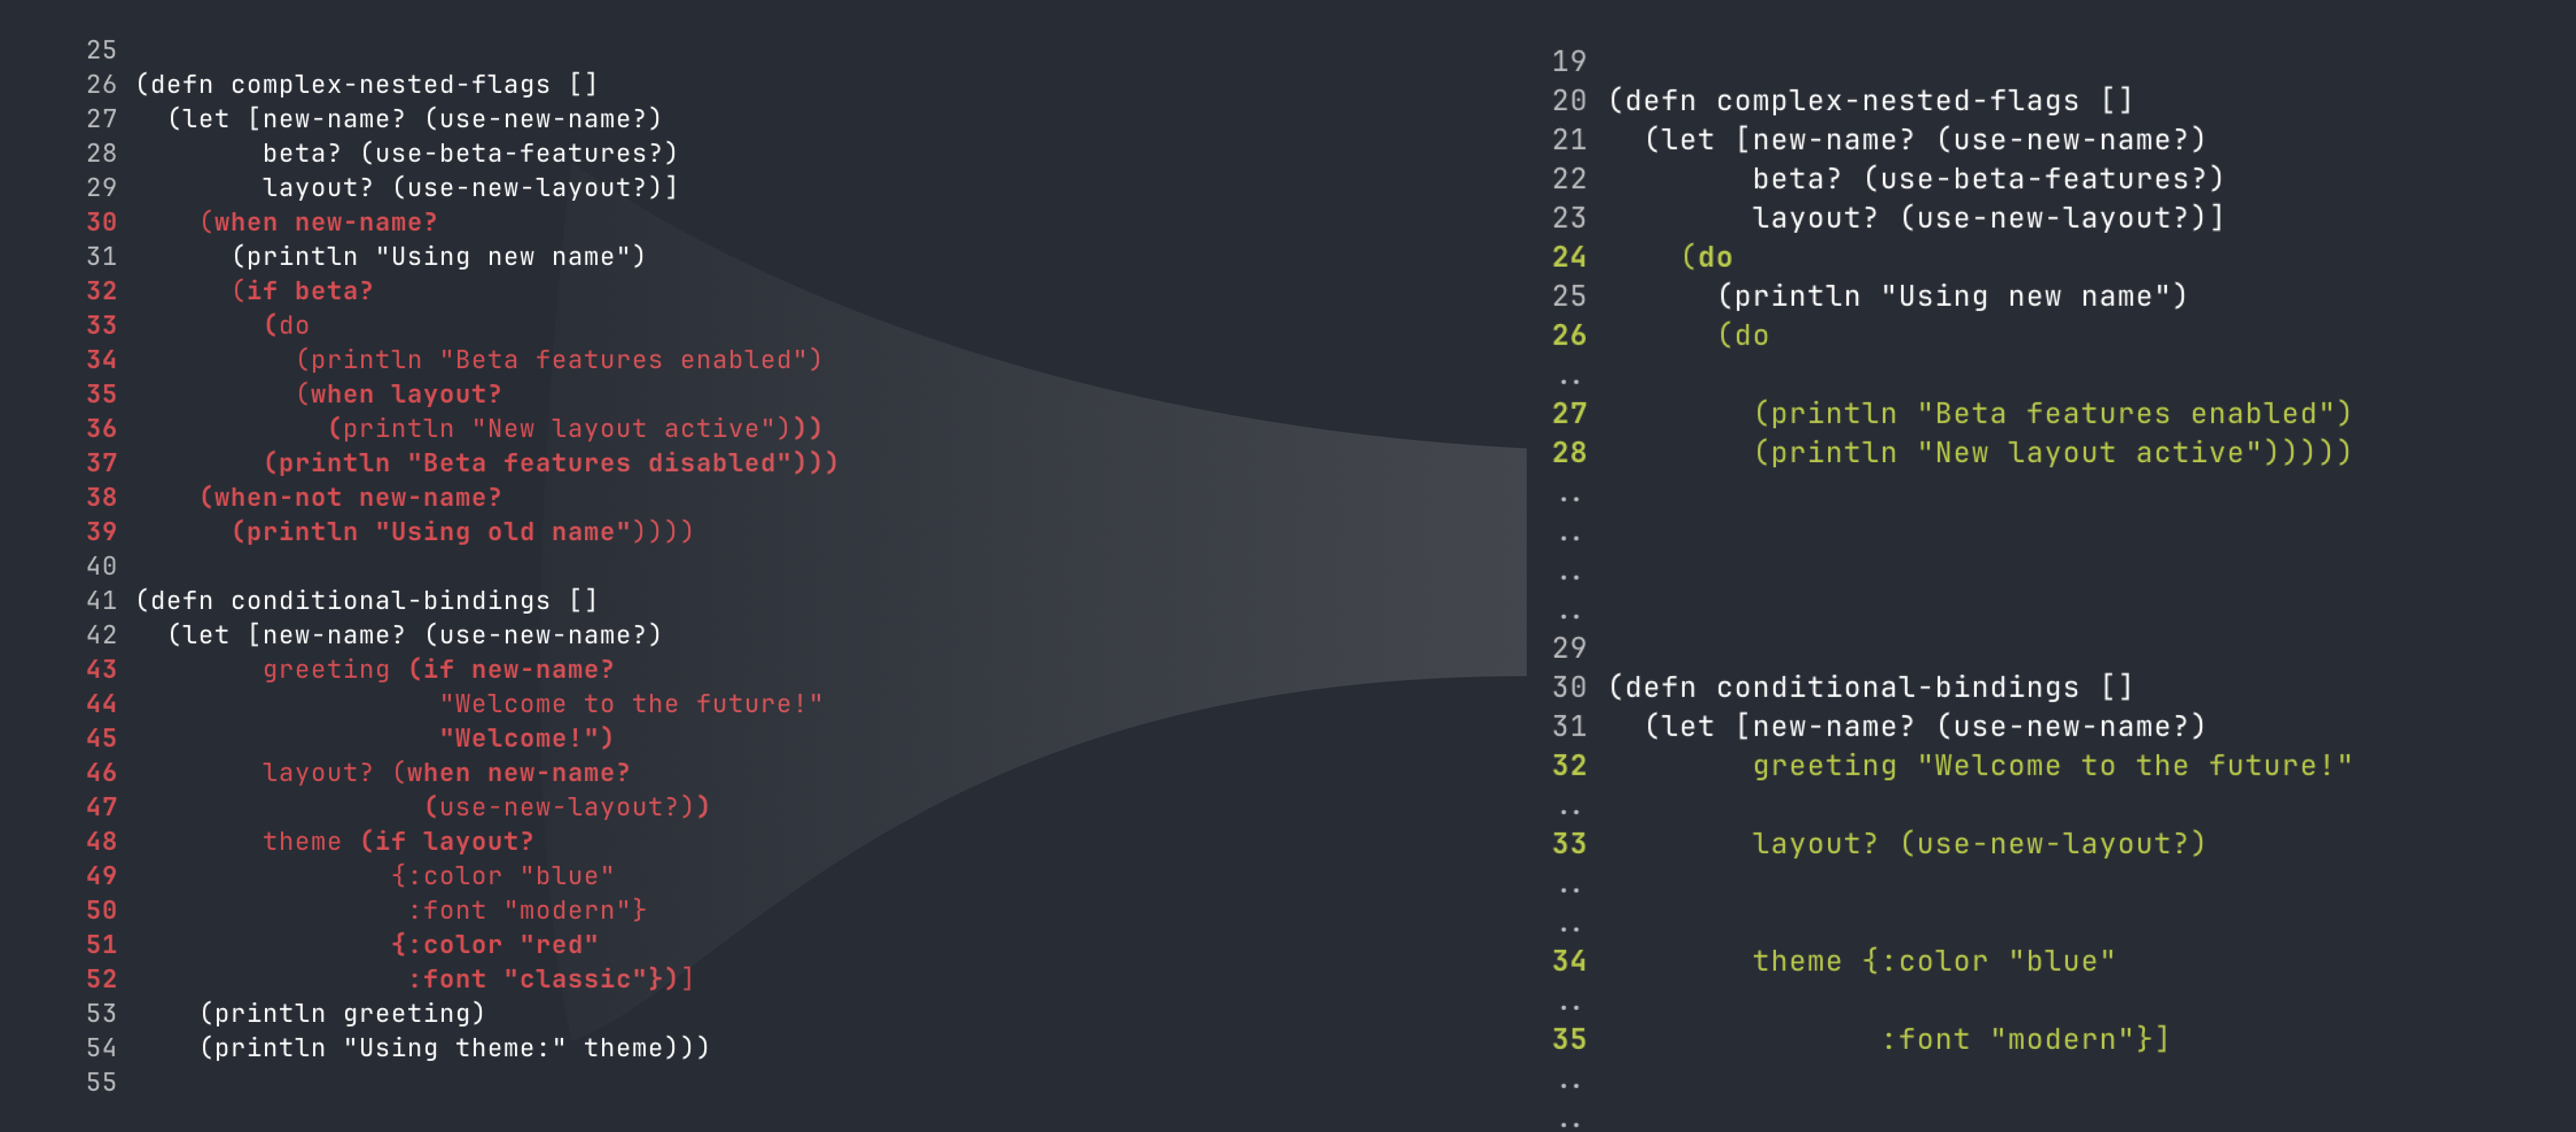 25
26 (defn complex-nested-flags []
27   (let [new-name? (use-new-name?)
28         beta? (use-beta-features?)
29         layout? (use-new-layout?)]
30     (when new-name?
31       (println "Using new name")
32       (if beta?
33         (do
34           (println "Beta features enabled")
35           (when layout?
36             (println "New layout active")))
37         (println "Beta features disabled")))
38     (when-not new-name?
39       (println "Using old name"))))
40
41 (defn conditional-bindings []
42   (let [new-name? (use-new-name?)
43         greeting (if new-name?
44                    "Welcome to the future!"
45                    "Welcome!")
46         layout? (when new-name?
47                   (use-new-layout?))
48         theme (if layout?
49                 {:color "blue"
50                  :font "modern"}
51                 {:color "red"
52                  :font "classic"})]
53     (println greeting)
54     (println "Using theme:" theme)))
55
19
20 (defn complex-nested-flags []
21   (let [new-name? (use-new-name?)
22         beta? (use-beta-features?)
23         layout? (use-new-layout?)]
24     (do
25       (println "Using new name")
26       (do
..
27         (println "Beta features enabled")
28         (println "New layout active")))))
..
..
..
..
29
30 (defn conditional-bindings []
31   (let [new-name? (use-new-name?)
32         greeting "Welcome to the future!"
..
33         layout? (use-new-layout?)
..
..
34         theme {:color "blue"
..
35                :font "modern"}]
..
..